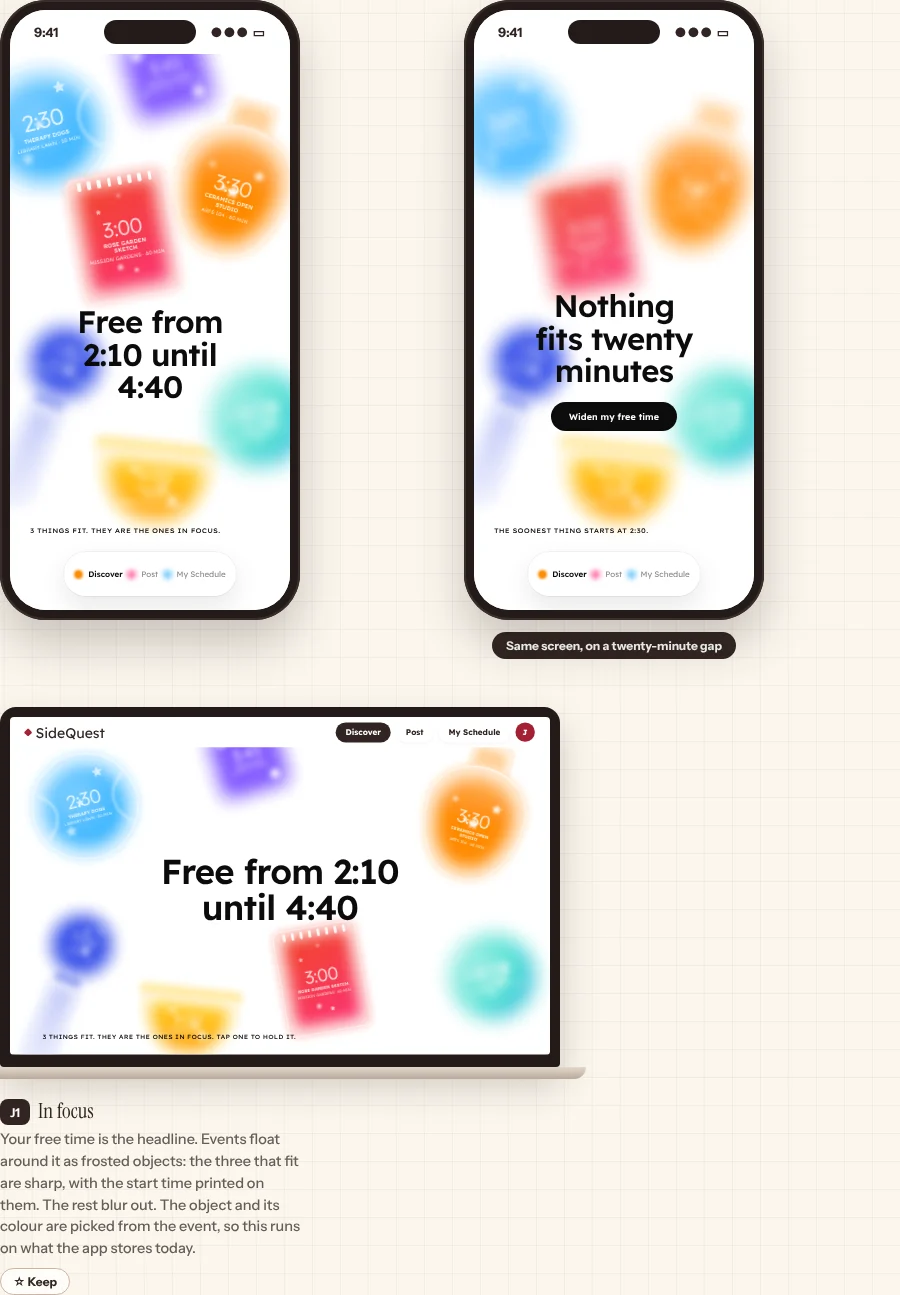 9:41
2:30
THERAPY DOGS
LIBRARY LAWN · 20 MIN
3:30
CERAMICS OPEN
STUDIO
3:00
ROSE GARDEN
SKETCH
MISSION GARDENS · 40 MIN
Free from
2:10 until
4:40
3 THINGS FIT. THEY ARE THE ONES IN FOCUS.
Discover
Post
My Schedule
9:41
Nothing
fits twenty
minutes
Widen my free time
THE SOONEST THING STARTS AT 2:30.
Discover
Post
My Schedule
Same screen, on a twenty-minute gap
SideQuest
Discover
Post
My Schedule
J
2:30
THERAPY DOGS
3:30
CERAMICS OPEN
STUDIO
Free from 2:10
until 4:40
3:00
ROSE GARDEN SKETCH
3 THINGS FIT. THEY ARE THE ONES IN FOCUS. TAP ONE TO HOLD IT.
J1
In focus
Your free time is the headline. Events float
around it as frosted objects: the three that fit
are sharp, with the start time printed on
them. The rest blur out. The object and its
colour are picked from the event, so this runs
on what the app stores today.
☆ Keep